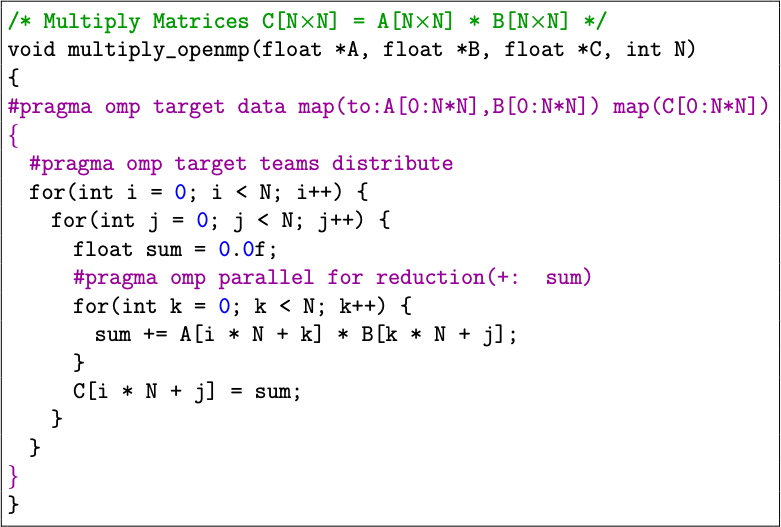 /* Multiply Matrices C[N×N] = A[N×N] * B[N×N] */
void multiply_openmp(float *A, float *B, float *C, int N)
{
#pragma omp target data map(to:A[0:N*N],B[0:N*N]) map(C[0:N*N])
{
  #pragma omp target teams distribute
  for(int i = 0; i < N; i++) {
    for(int j = 0; j < N; j++) {
      float sum = 0.0f;
      #pragma omp parallel for reduction(+:  sum)
      for(int k = 0; k < N; k++) {
        sum += A[i * N + k] * B[k * N + j];
      }
      C[i * N + j] = sum;
    }
  }
}
}